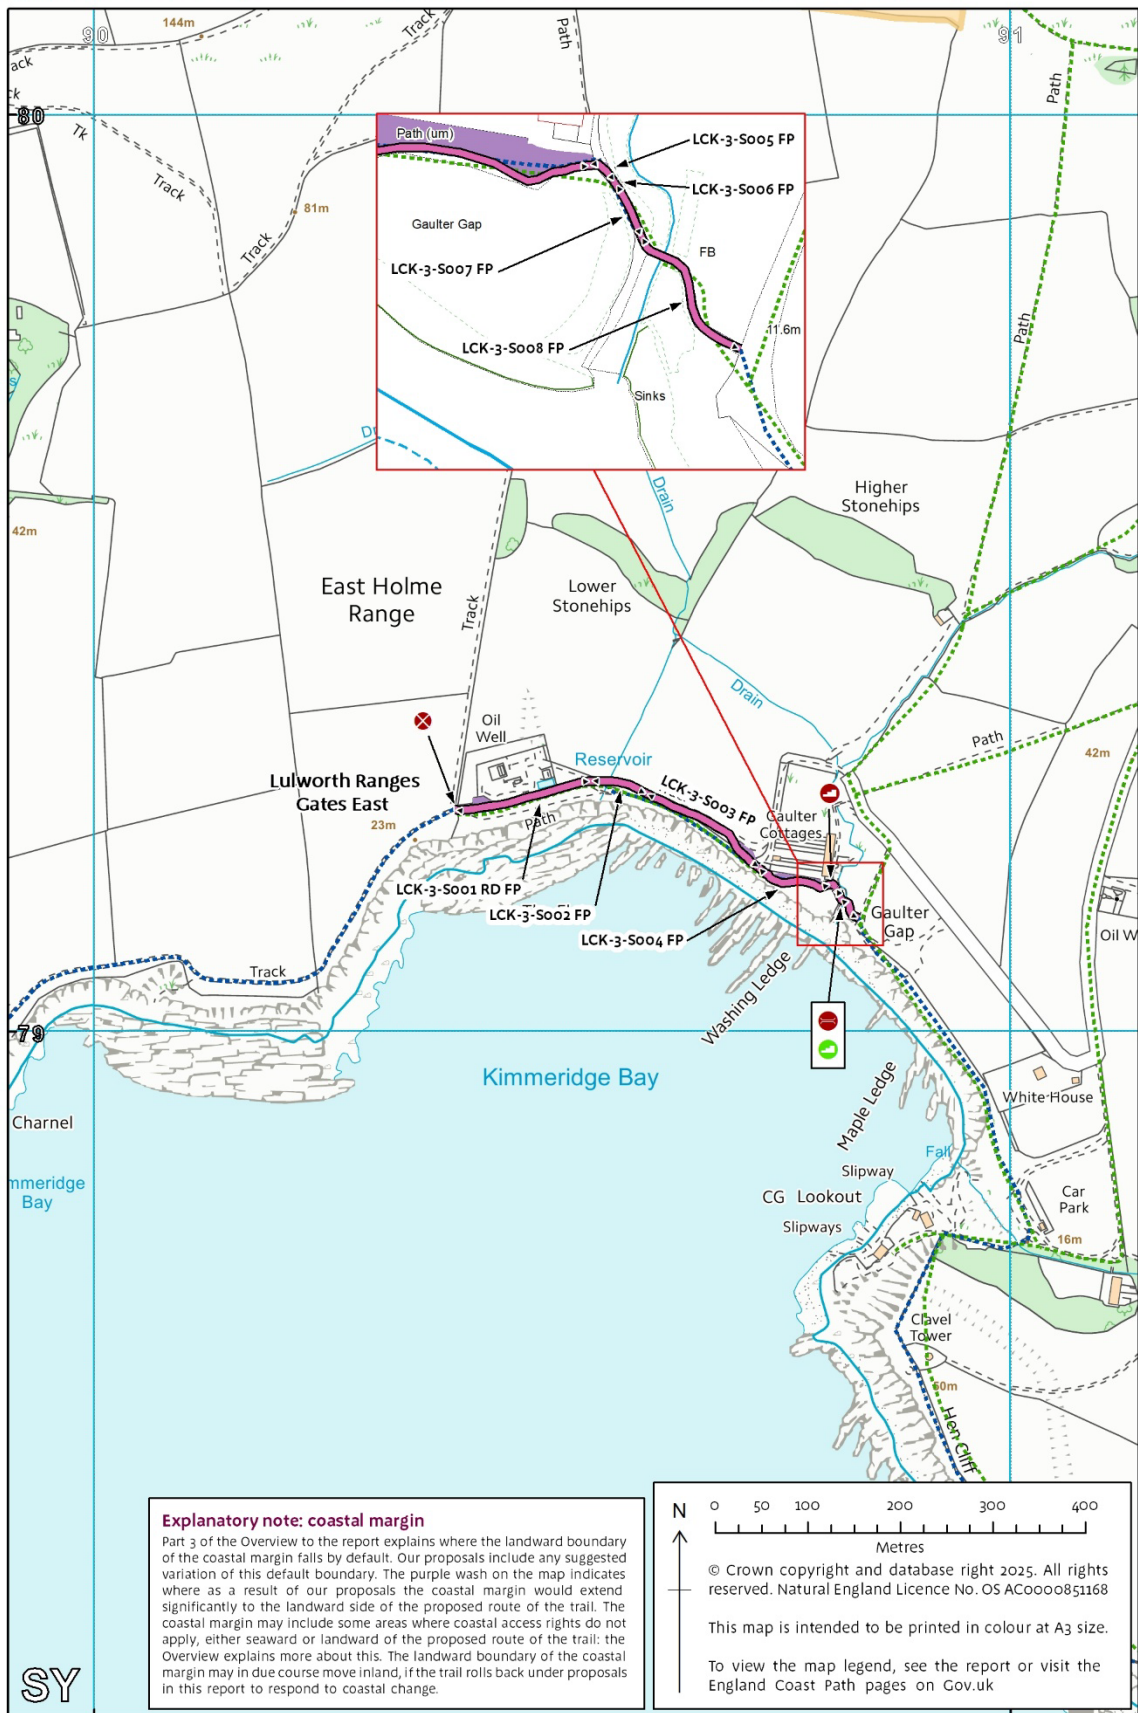 144m
Track
Path
90
91
ack
ck
80
Tk
Track
81m
Track
Path
Path
Path (um)
LCK-3-S005 FP
LCK-3-S006 FP
Gaulter Gap
FB
LCK-3-S007 FP
11.6m
LCK-3-S008 FP
Sinks
s
Dr
42m
Drain
Higher
Stonehips
East Holme
Range
Lower
Stonehips
Track
Drain
Oil
Well
Reservoir
Path
42m
Lulworth Ranges
Gates East
LCK-3-S003 FP
23m
Path
Gaulter
Cottages
LCK-3-S001 RD FP
LCK-3-S002 FP
LCK-3-S004 FP
Gaulter
Gap
Oil W
Track
Washing Ledge
79
Kimmeridge Bay
White House
Maple Ledge
Charnel
Fall
mmeridge
Bay
Slipway
CG Lookout
Slipways
Car
Park
16m
Clavel
Tower
50m
Hen Cliff
Explanatory note: coastal margin
Part 3 of the Overview to the report explains where the landward boundary
of the coastal margin falls by default. Our proposals include any suggested
variation of this default boundary. The purple wash on the map indicates
where as a result of our proposals the coastal margin would extend
significantly to the landward side of the proposed route of the trail. The
coastal margin may include some areas where coastal access rights do not
apply, either seaward or landward of the proposed route of the trail: the
Overview explains more about this. The landward boundary of the coastal
margin may in due course move inland, if the trail rolls back under proposals
in this report to respond to coastal change.
SY
N
0 50 100 200 300 400
Metres
© Crown copyright and database right 2025. All rights
reserved. Natural England Licence No. OS AC0000851168
This map is intended to be printed in colour at A3 size.
To view the map legend, see the report or visit the
England Coast Path pages on Gov.uk